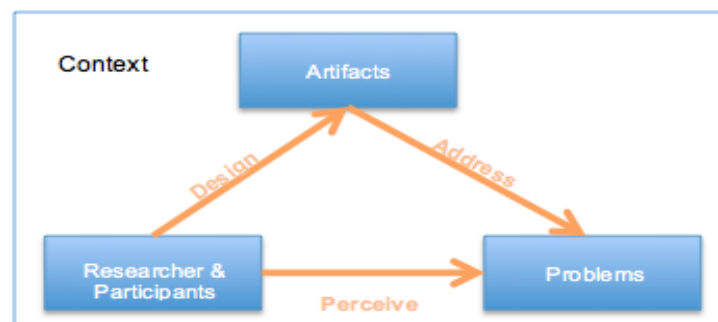 Context
Artifacts
Design
Address
Researcher &
Participants
Problems
Perceive